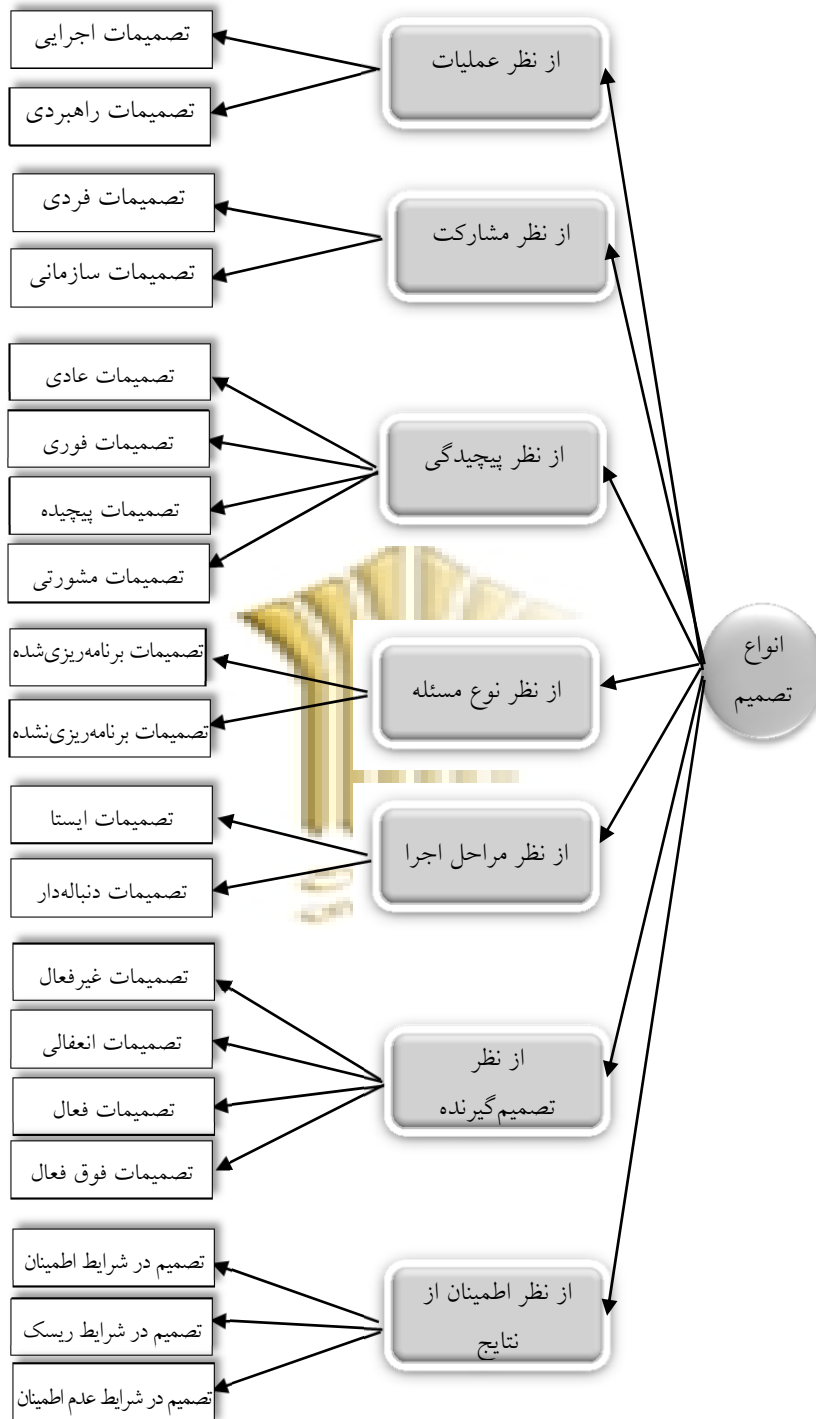 انواع
تصمیم
از نظر عملیات
تصمیمات اجرایی
تصمیمات راهبردی
از نظر مشارکت
تصمیمات فردی
تصمیمات سازمانی
از نظر پیچیدگی
تصمیمات عادی
تصمیمات فوری
تصمیمات پیچیده
تصمیمات مشورتی
از نظر نوع مسئله
تصمیمات برنامه‌ریزی‌شده
تصمیمات برنامه‌ریزی‌نشده
از نظر مراحل اجرا
تصمیمات ایستا
تصمیمات دنباله‌دار
از نظر
تصمیم‌گیرنده
تصمیمات غیرفعال
تصمیمات انعفالی
تصمیمات فعال
تصمیمات فوق فعال
از نظر اطمینان از
نتایج
تصمیم در شرایط اطمینان
تصمیم در شرایط ریسک
تصمیم در شرایط عدم اطمینان